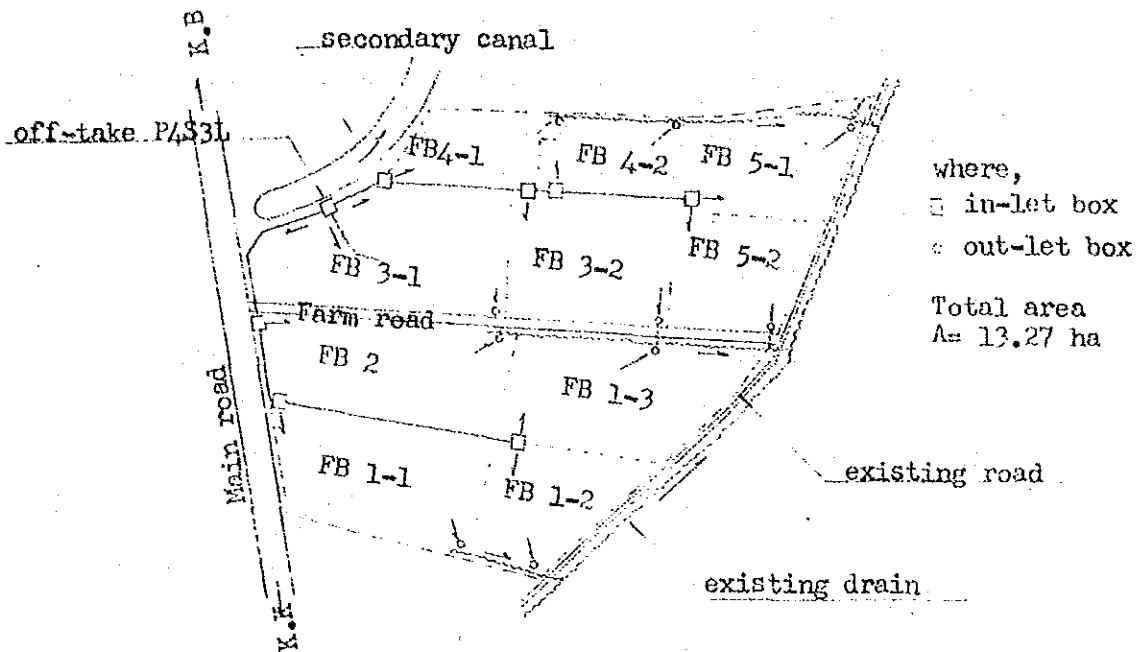 K.B
secondary canal
off-take P4S3L
FB4-1
FB 4-2
FB 5-1
where,
in-let box
out-let box
Total area
A= 13.27 ha
FB 3-1
FB 3-2
FB 5-2
Farm road
FB 2
FB 1-3
Main road
FB 1-1
FB 1-2
existing road
existing drain
K.K